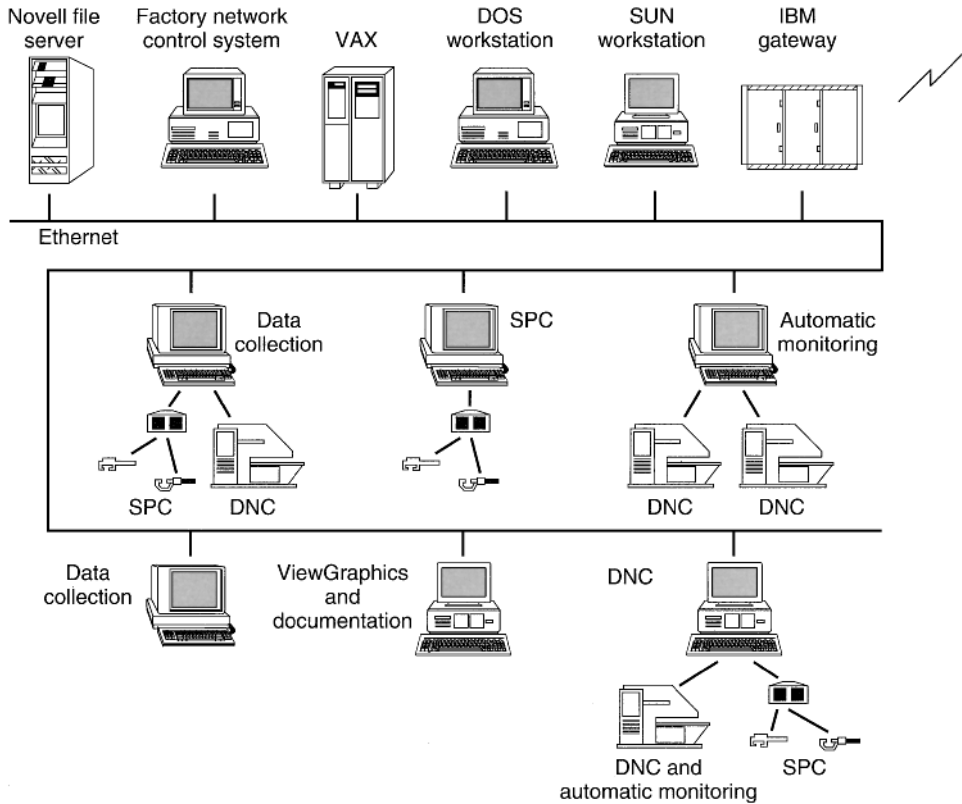 Novell file
server
Factory network
control system
VAX
DOS
workstation
SUN
workstation
IBM
gateway
Ethernet
Data
collection
SPC
Automatic
monitoring
SPC
DNC
DNC
DNC
Data
collection
ViewGraphics
and
documentation
DNC
DNC and
automatic monitoring
SPC